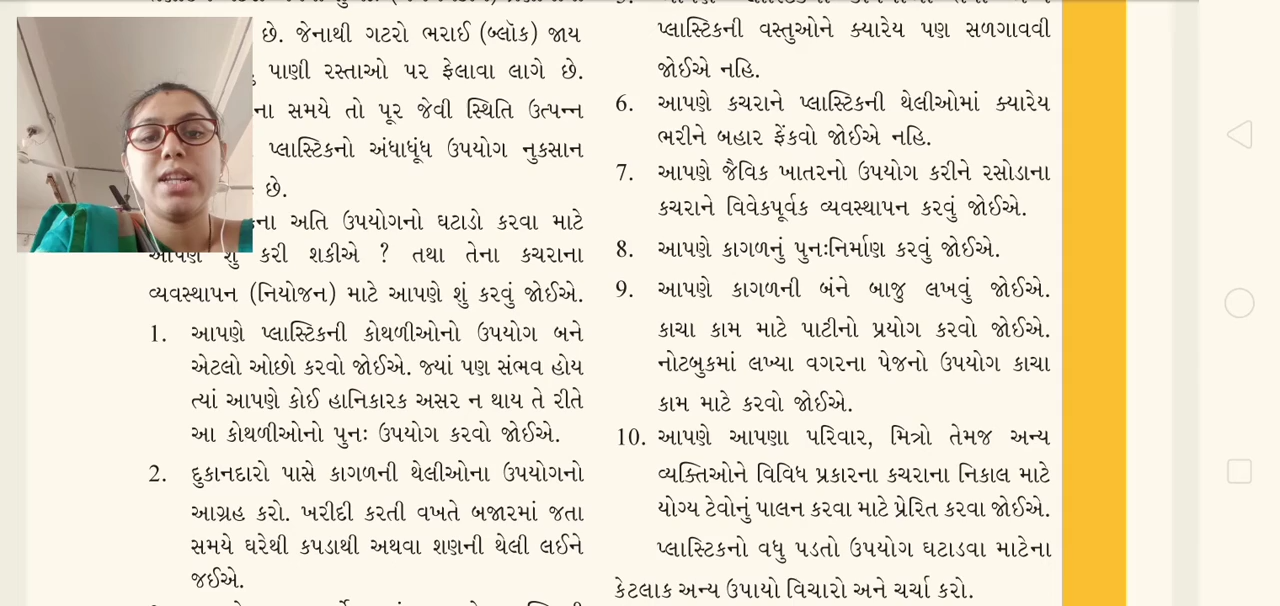 છે. જેનાથી ગટરો ભરાઈ (બ્લૉક) જાય
પાણી રસ્તાઓ પર ફેલાવા લાગે છે.
ના સમયે તો પૂર જેવી સ્થિતિ ઉત્પન્ન
પ્લાસ્ટિકનો અંધાધૂંધ ઉપયોગ નુકસાન
છે.
ના અતિ ઉપયોગનો ઘટાડો કરવા માટે
આપણે શું કરી શકીએ ? તથા તેના કચરાના
વ્યવસ્થાપન (નિયોજન) માટે આપણે શું કરવું જોઈએ.
1. આપણે પ્લાસ્ટિકની કોથળીઓનો ઉપયોગ બને
એટલો ઓછો કરવો જોઈએ. જ્યાં પણ સંભવ હોય
ત્યાં આપણે કોઈ હાનિકારક અસર ન થાય તે રીતે
આ કોથળીઓનો પુનઃ ઉપયોગ કરવો જોઈએ.
2. દુકાનદારો પાસે કાગળની થેલીઓના ઉપયોગનો
આગ્રહ કરો. ખરીદી કરતી વખતે બજારમાં જતા
સમયે ઘરેથી કપડાથી અથવા શણની થેલી લઈને
જઈએ.
પ્લાસ્ટિકની વસ્તુઓને ક્યારેય પણ સળગાવવી
જોઈએ નહિ.
6. આપણે કચરાને પ્લાસ્ટિકની થેલીઓમાં ક્યારેય
ભરીને બહાર ફેંકવો જોઈએ નહિ.
7. આપણે જૈવિક ખાતરનો ઉપયોગ કરીને રસોડાના
કચરાને વિવેકપૂર્વક વ્યવસ્થાપન કરવું જોઈએ.
8. આપણે કાગળનું પુનઃનિર્માણ કરવું જોઈએ.
9. આપણે કાગળની બંને બાજુ લખવું જોઈએ.
કાચા કામ માટે પાટીનો પ્રયોગ કરવો જોઈએ.
નોટબુકમાં લખ્યા વગરના પેજનો ઉપયોગ કાચા
કામ માટે કરવો જોઈએ.
10. આપણે આપણા પરિવાર, મિત્રો તેમજ અન્ય
વ્યક્તિઓને વિવિધ પ્રકારના કચરાના નિકાલ માટે
યોગ્ય ટેવોનું પાલન કરવા માટે પ્રેરિત કરવા જોઈએ.
પ્લાસ્ટિકનો વધુ પડતો ઉપયોગ ઘટાડવા માટેના
કેટલાક અન્ય ઉપાયો વિચારો અને ચર્ચા કરો.